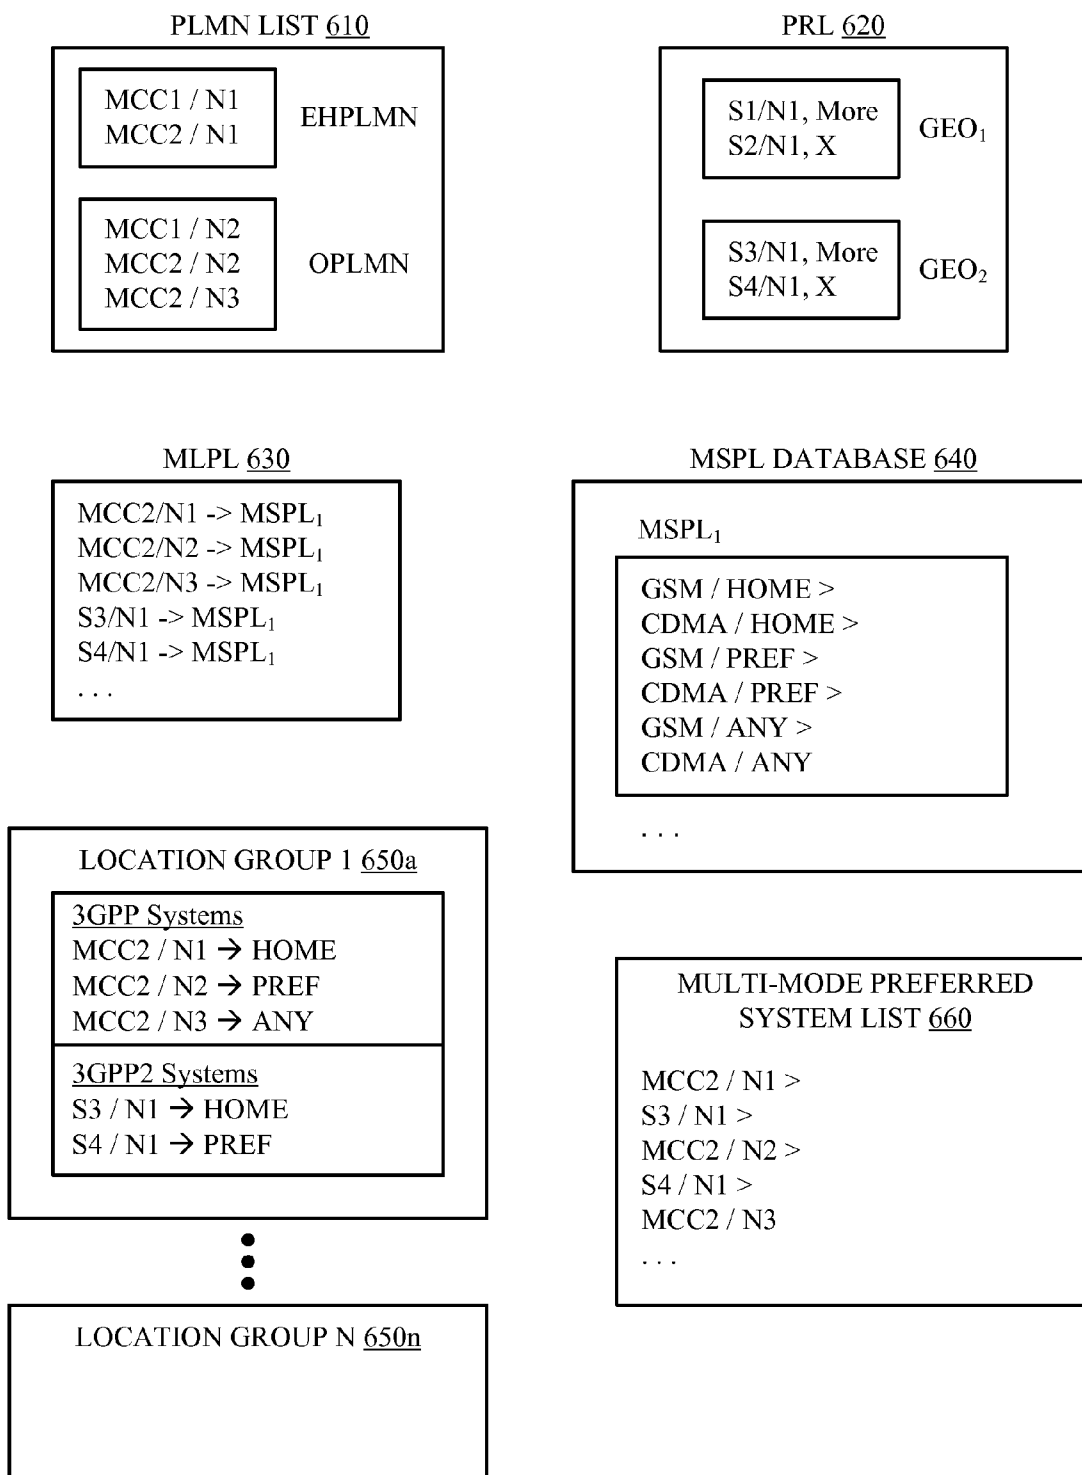 PLMN LIST 610
MCC1 / N1
MCC2 / N1
EHPLMN
MCC1 / N2
MCC2 / N2
MCC2 / N3
OPLMN
PRL 620
S1/N1, More
S2/N1, X
GEO₁
S3/N1, More
S4/N1, X
GEO₂
MLPL 630
MCC2/N1 -> MSPL₁
MCC2/N2 -> MSPL₁
MCC2/N3 -> MSPL₁
S3/N1 -> MSPL₁
S4/N1 -> MSPL₁
. . .
MSPL DATABASE 640
MSPL₁
GSM / HOME >
CDMA / HOME >
GSM / PREF >
CDMA / PREF >
GSM / ANY >
CDMA / ANY
. . .
LOCATION GROUP 1 650a
3GPP Systems
MCC2 / N1 → HOME
MCC2 / N2 → PREF
MCC2 / N3 → ANY
3GPP2 Systems
S3 / N1 → HOME
S4 / N1 → PREF
LOCATION GROUP N 650n
MULTI-MODE PREFERRED
SYSTEM LIST 660
MCC2 / N1 >
S3 / N1 >
MCC2 / N2 >
S4 / N1 >
MCC2 / N3
. . .